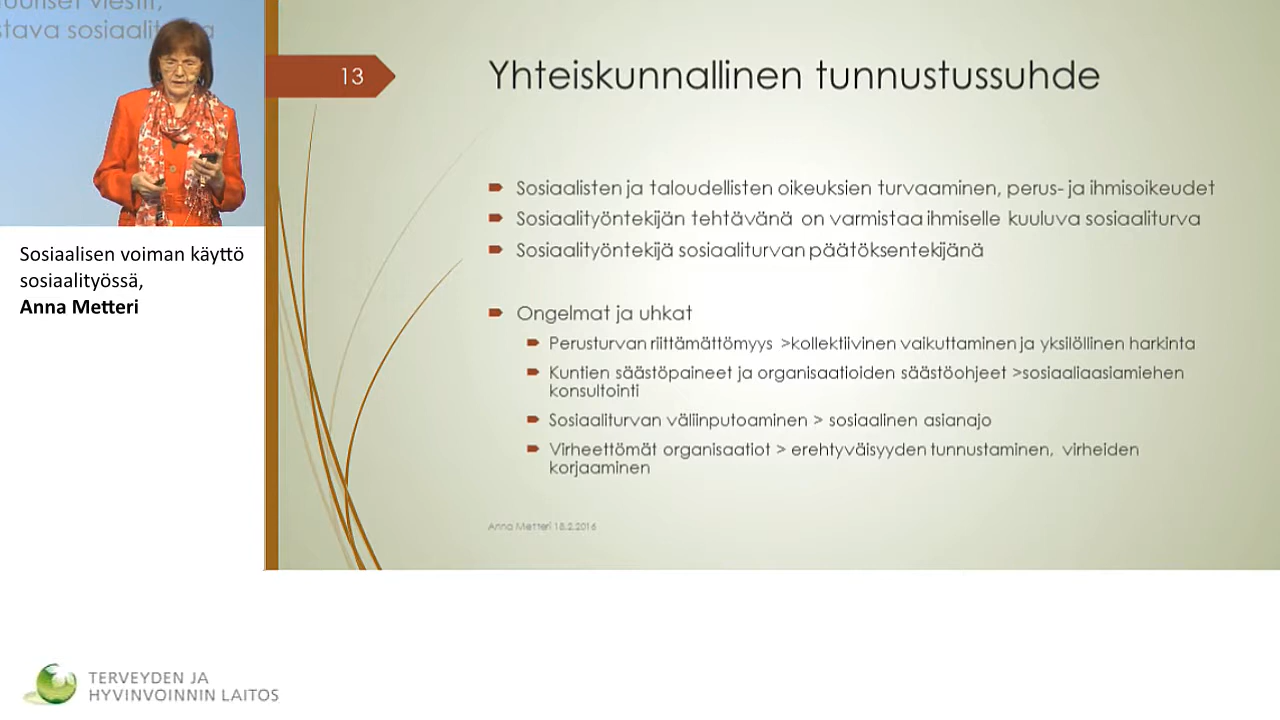 stava sosiaalit
13
Yhteiskunnallinen tunnustussuhde
Sosiaalisten ja taloudellisten oikeuksien turvaaminen, perus- ja ihmisoikeudet
Sosiaalityöntekijän tehtävänä on varmistaa ihmiselle kuuluva sosiaaliturva
Sosiaalityöntekijä sosiaaliturvan päätöksentekijänä
Ongelmat ja uhkat
Perusturvan riittämättömyys >kollektiivinen vaikuttaminen ja yksilöllinen harkinta
Kuntien säästöpaineet ja organisaatioiden säästöohjeet >sosiaaliaasiamiehen
konsultointi
Sosiaaliturvan väliinputoaminen > sosiaalinen asianajo
Virheettömät organisaatiot > erehtyväisyyden tunnustaminen, virheiden
korjaaminen
Anna Metteri 18.2.2016
Sosiaalisen voiman käyttö
sosiaalityössä,
Anna Metteri
TERVEYDEN JA
HYVINVOINNIN LAITOS